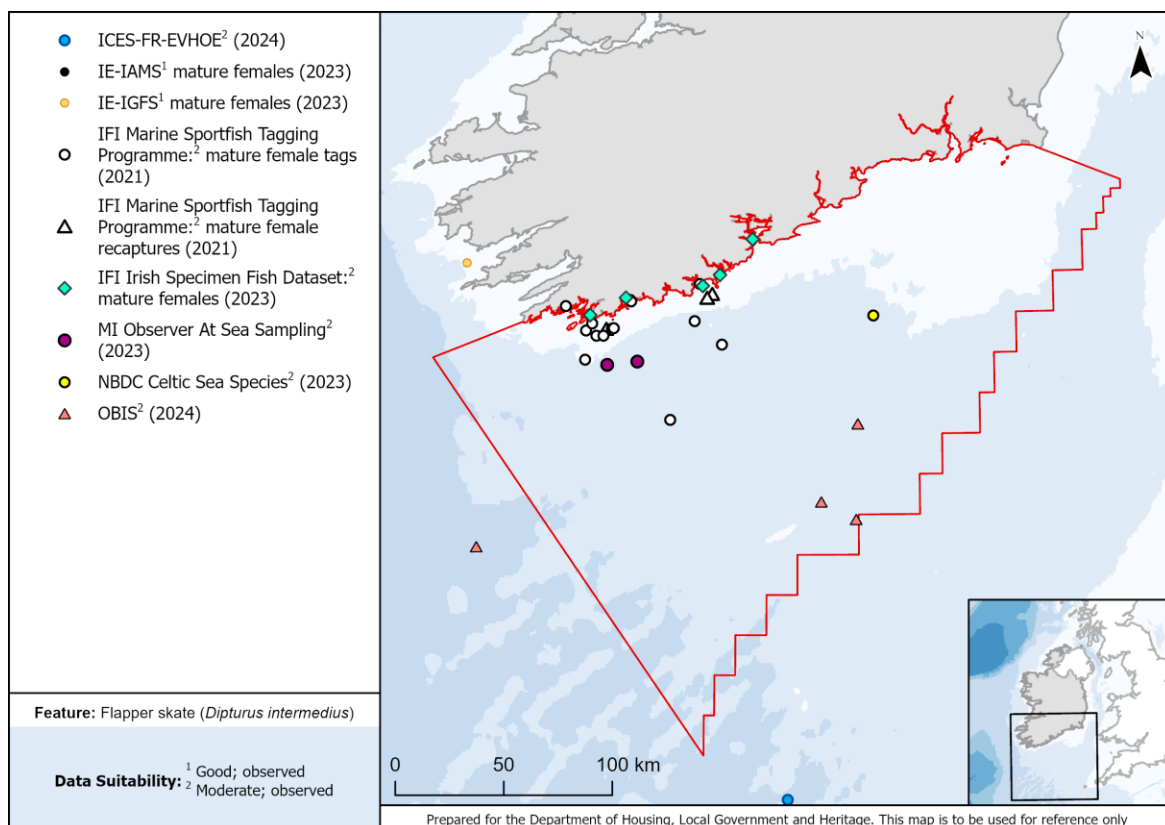 ICES-FR-EVHOE² (2024)
IE-IAMS¹ mature females (2023)
IE-IGFS¹ mature females (2023)
IFI Marine Sportfish Tagging
Programme:² mature female tags
(2021)
IFI Marine Sportfish Tagging
Programme:² mature female
recaptures (2021)
IFI Irish Specimen Fish Dataset:²
mature females (2023)
MI Observer At Sea Sampling²
(2023)
NBDC Celtic Sea Species² (2023)
OBIS² (2024)
Feature: Flapper skate (Dipturus intermedius)
Data Suitability: ¹ Good; observed
² Moderate; observed
N
0 50 100 km
Prepared for the Department of Housing, Local Government and Heritage. This map is to be used for reference only